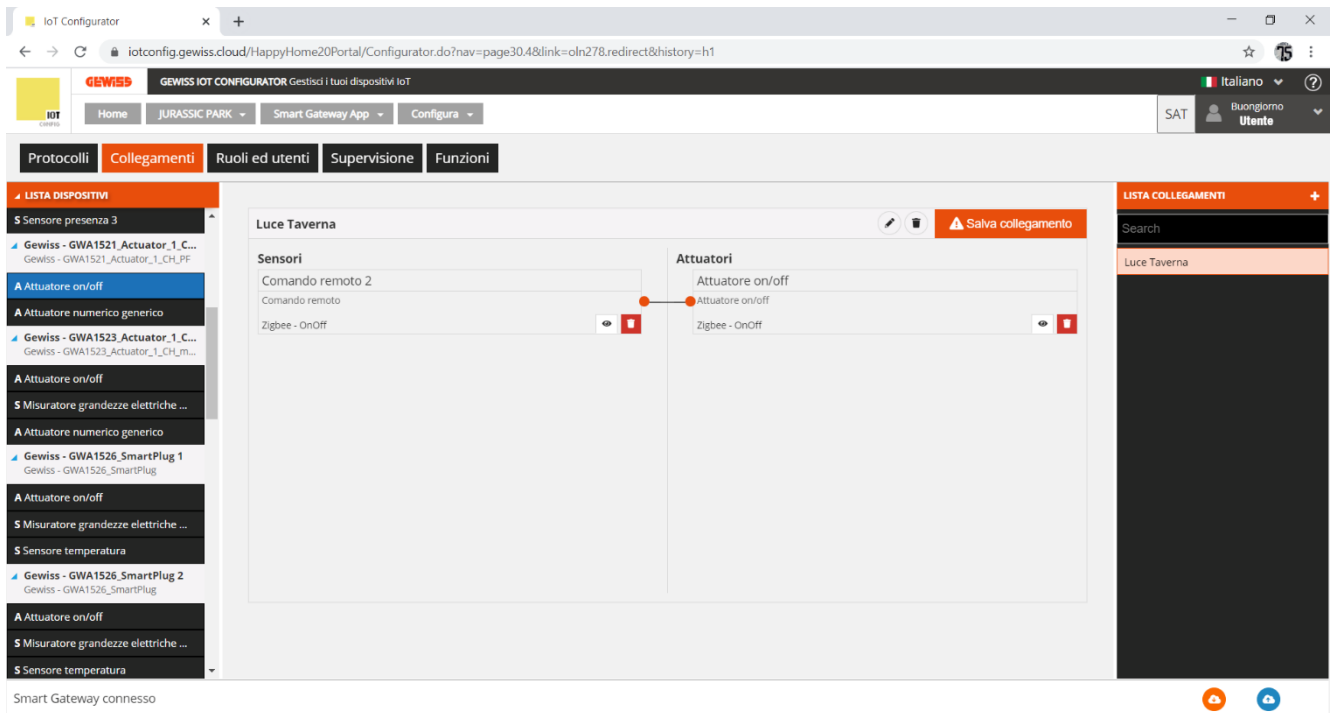 IoT Configurator
iotconfig.gewiss.cloud/HappyHome20Portal/Configurator.do?nav=page30.4&link=oln278.redirect&history=h1
GEWISS GEWISS IOT CONFIGURATOR Gestisci i tuoi dispositivi IoT Italiano
IOT
CONFIG
Home JURASSIC PARK Smart Gateway App Configura SAT Buongiorno
Utente
Protocolli Collegamenti Ruoli ed utenti Supervisione Funzioni
LISTA DISPOSITIVI
S Sensore presenza 3
Gewiss - GWA1521_Actuator_1_C...
Gewiss - GWA1521_Actuator_1_CH_PF
A Attuatore on/off
A Attuatore numerico generico
Gewiss - GWA1523_Actuator_1_C...
Gewiss - GWA1523_Actuator_1_CH_m...
A Attuatore on/off
S Misuratore grandezze elettriche ...
A Attuatore numerico generico
Gewiss - GWA1526_SmartPlug 1
Gewiss - GWA1526_SmartPlug
A Attuatore on/off
S Misuratore grandezze elettriche ...
S Sensore temperatura
Gewiss - GWA1526_SmartPlug 2
Gewiss - GWA1526_SmartPlug
A Attuatore on/off
S Misuratore grandezze elettriche ...
S Sensore temperatura
Luce Taverna
Salva collegamento
Sensori
Comando remoto 2
Comando remoto
Zigbee - OnOff
Attuatori
Attuatore on/off
Attuatore on/off
Zigbee - OnOff
LISTA COLLEGAMENTI
Search
Luce Taverna
Smart Gateway connesso